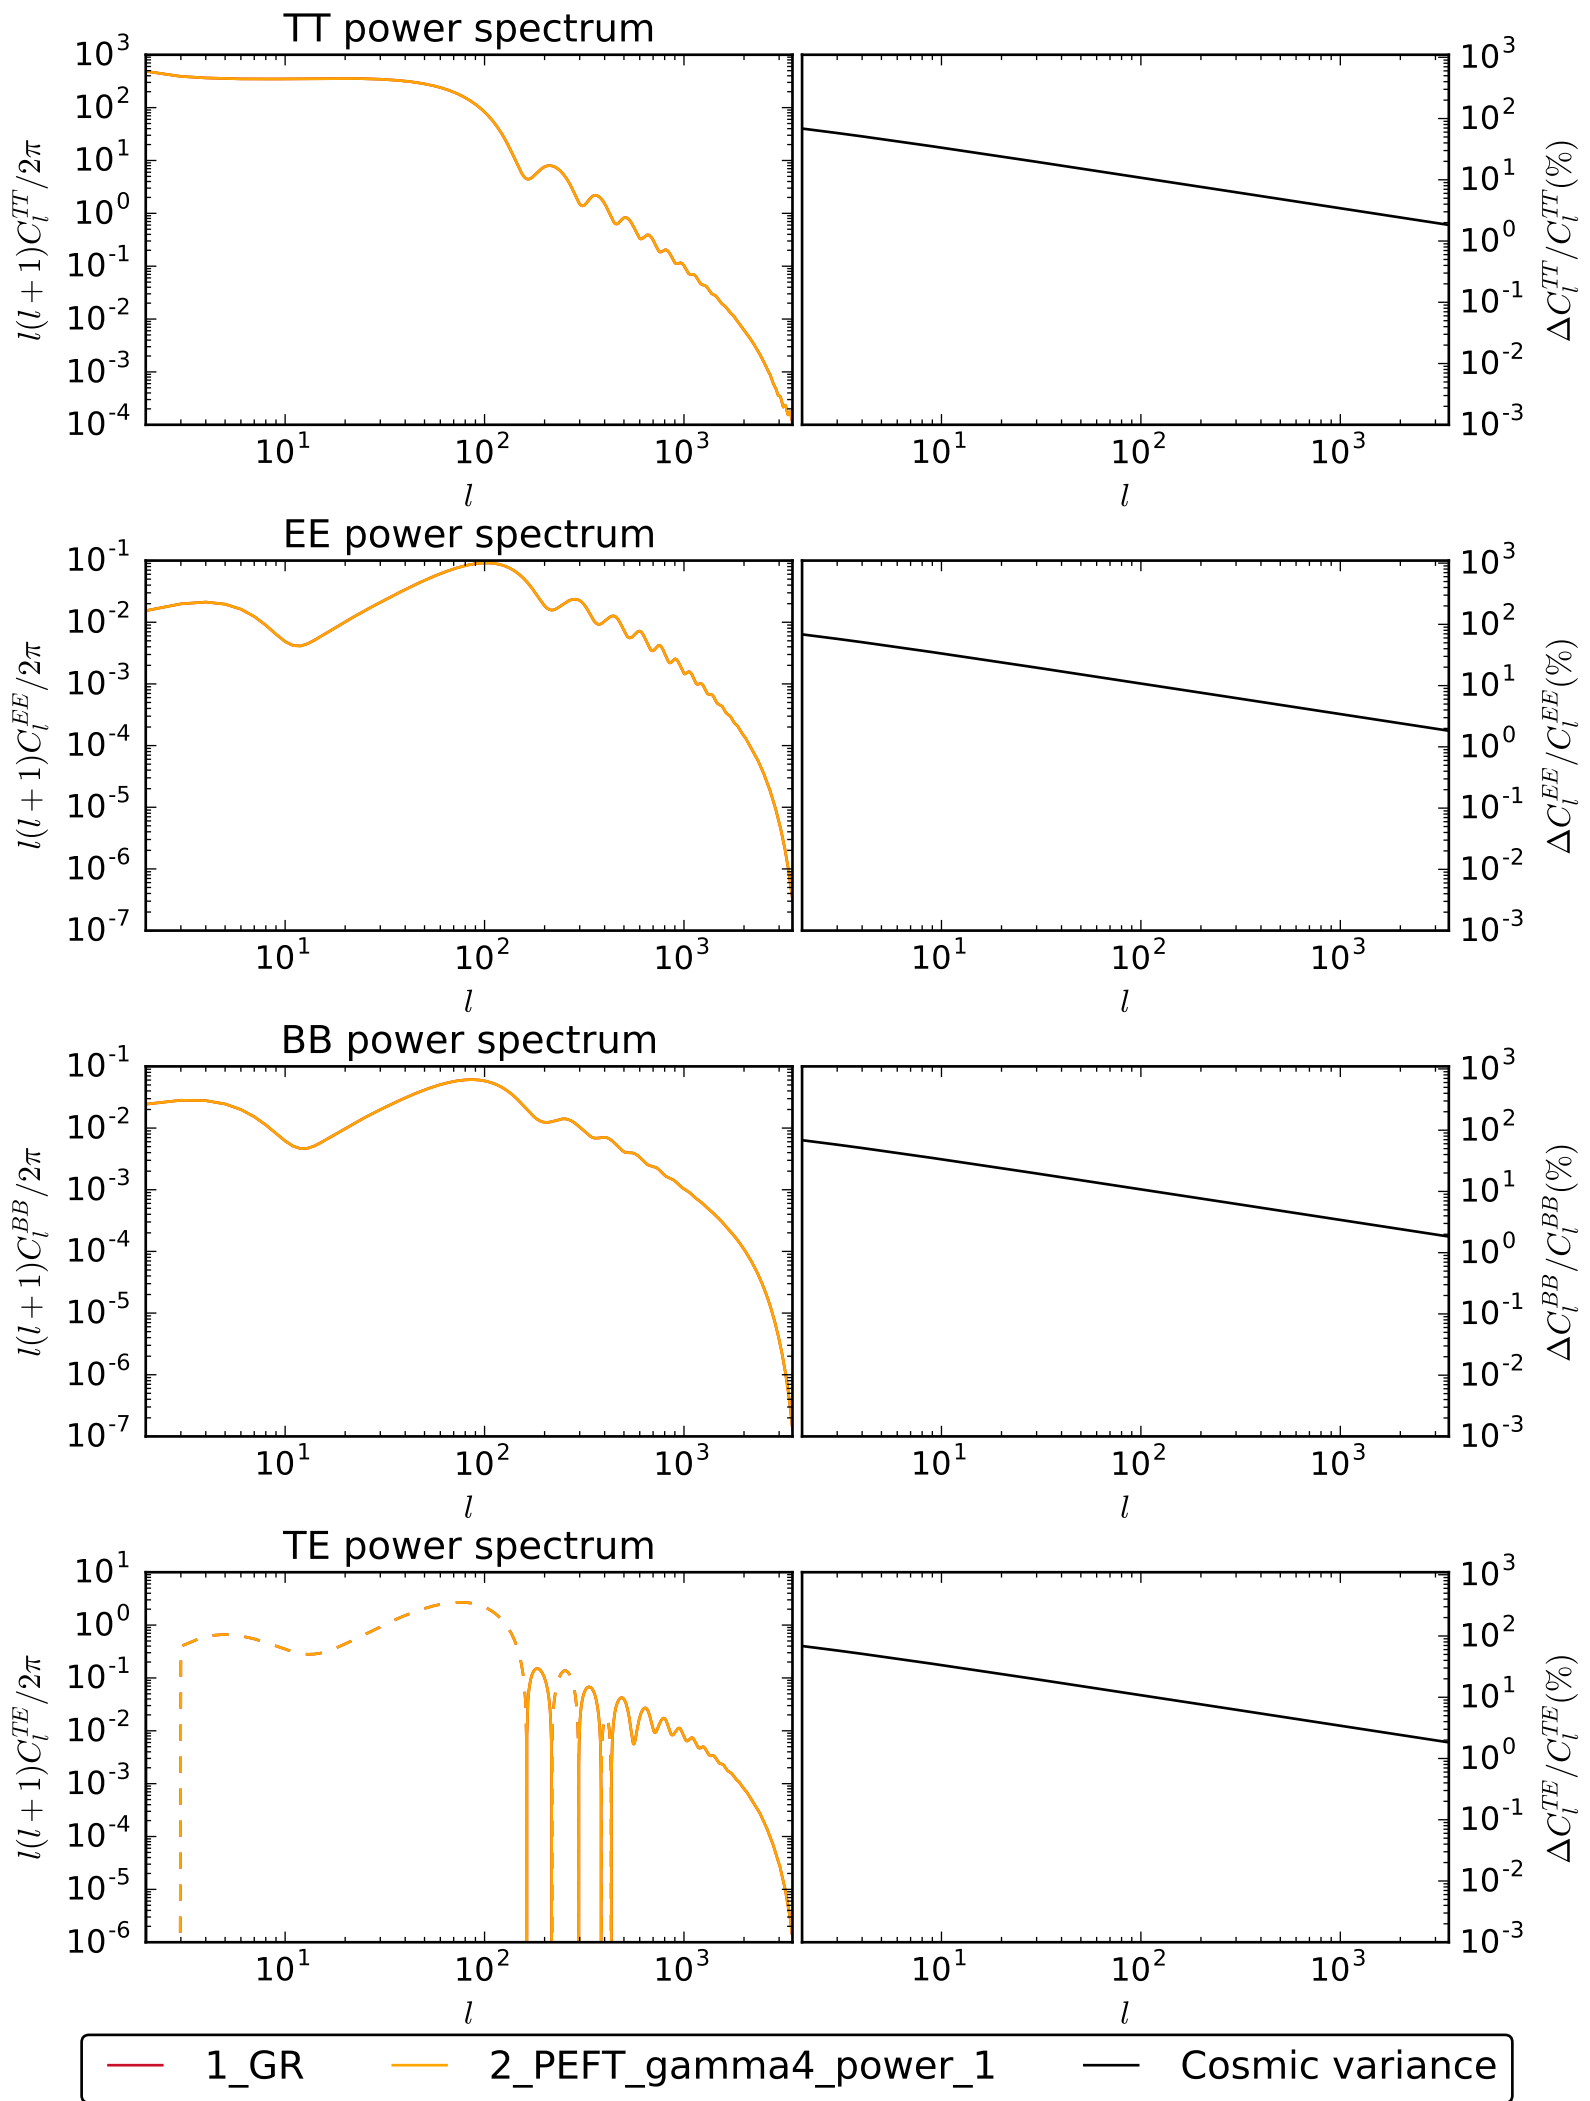 TT power spectrum
10^3
10^2
10^1
10^0
10^-1
10^-2
10^-3
10^-4
l(l+1)C_l^{TT}/2π
10^1 10^2 10^3
l
10^3
10^2
10^1
10^0
10^-1
10^-2
10^-3
ΔC_l^{TT}/C_l^{TT}(%)
10^1 10^2 10^3
l
EE power spectrum
10^-1
10^-2
10^-3
10^-4
10^-5
10^-6
10^-7
l(l+1)C_l^{EE}/2π
10^1 10^2 10^3
l
10^3
10^2
10^1
10^0
10^-1
10^-2
10^-3
ΔC_l^{EE}/C_l^{EE}(%)
10^1 10^2 10^3
l
BB power spectrum
10^-1
10^-2
10^-3
10^-4
10^-5
10^-6
10^-7
l(l+1)C_l^{BB}/2π
10^1 10^2 10^3
l
10^3
10^2
10^1
10^0
10^-1
10^-2
10^-3
ΔC_l^{BB}/C_l^{BB}(%)
10^1 10^2 10^3
l
TE power spectrum
10^1
10^0
10^-1
10^-2
10^-3
10^-4
10^-5
10^-6
l(l+1)C_l^{TE}/2π
10^1 10^2 10^3
l
10^3
10^2
10^1
10^0
10^-1
10^-2
10^-3
ΔC_l^{TE}/C_l^{TE}(%)
10^1 10^2 10^3
l
1_GR 2_PEFT_gamma4_power_1 Cosmic variance